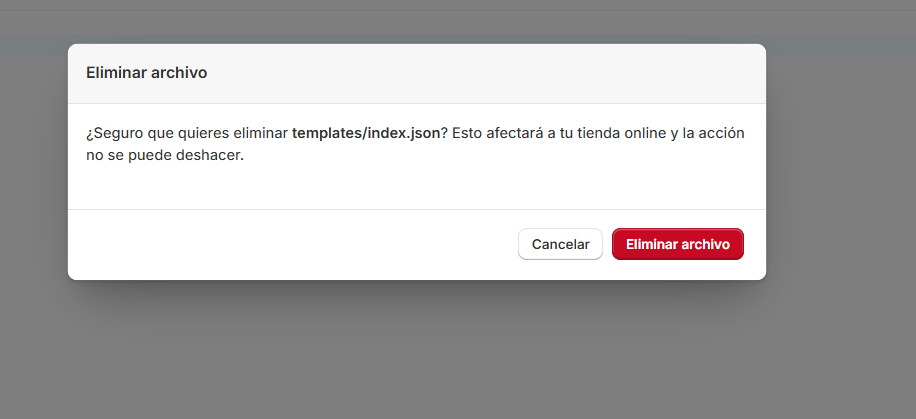 Eliminar archivo
¿Seguro que quieres eliminar templates/index.json? Esto afectará a tu tienda online y la acción
no se puede deshacer.
Cancelar
Eliminar archivo